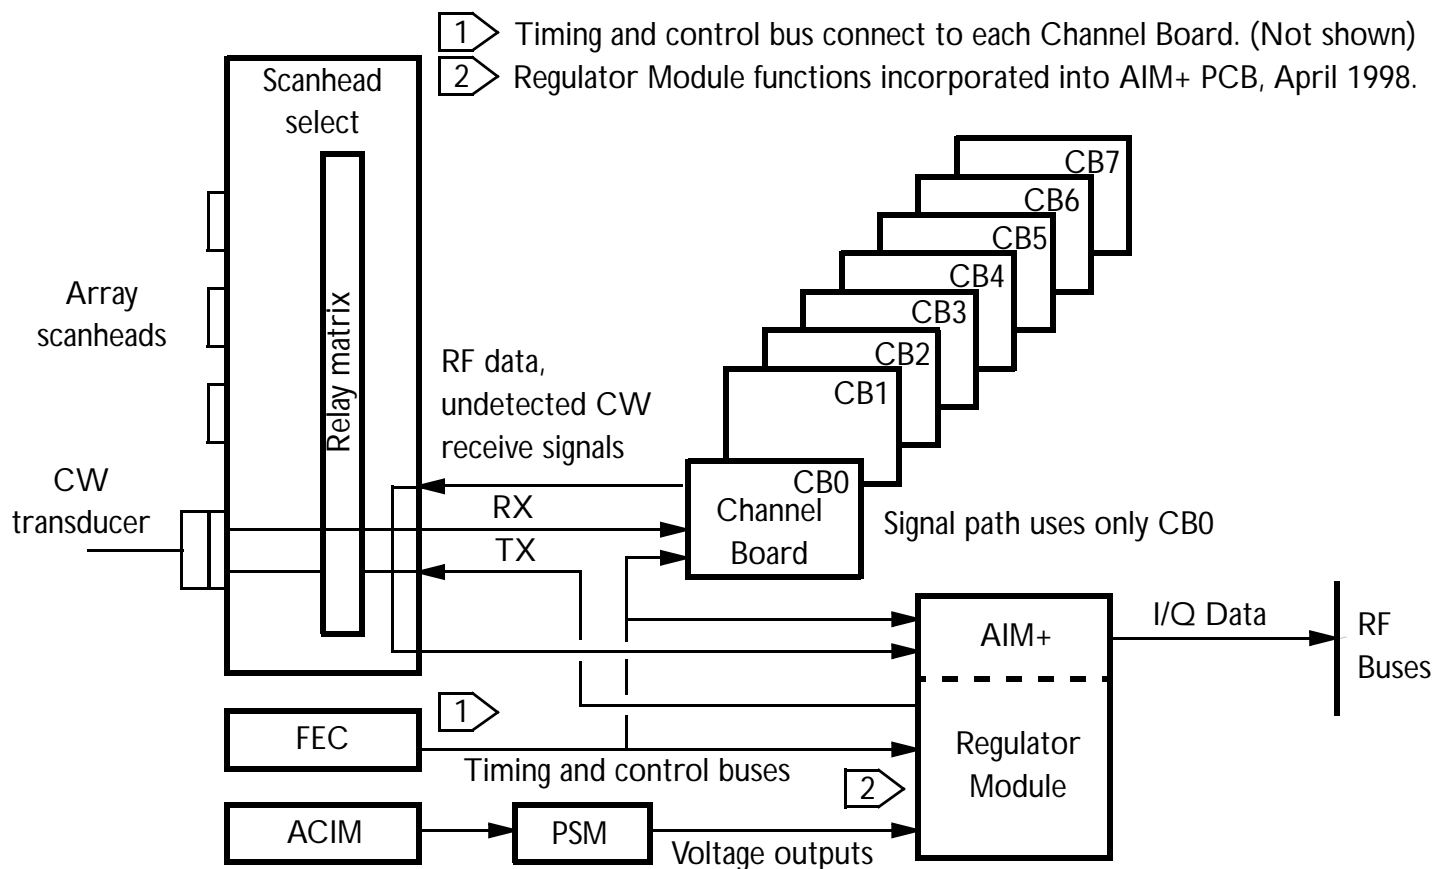 1 Timing and control bus connect to each Channel Board. (Not shown)
2 Regulator Module functions incorporated into AIM+ PCB, April 1998.
Scanhead
select
Relay matrix
Array
scanheads
CW
transducer
RF data,
undetected CW
receive signals
RX
TX
CB7
CB6
CB5
CB4
CB3
CB2
CB1
CB0
Channel
Board
Signal path uses only CB0
AIM+
I/Q Data
RF
Buses
Regulator
Module
1
FEC
Timing and control buses
2
ACIM
PSM
Voltage outputs